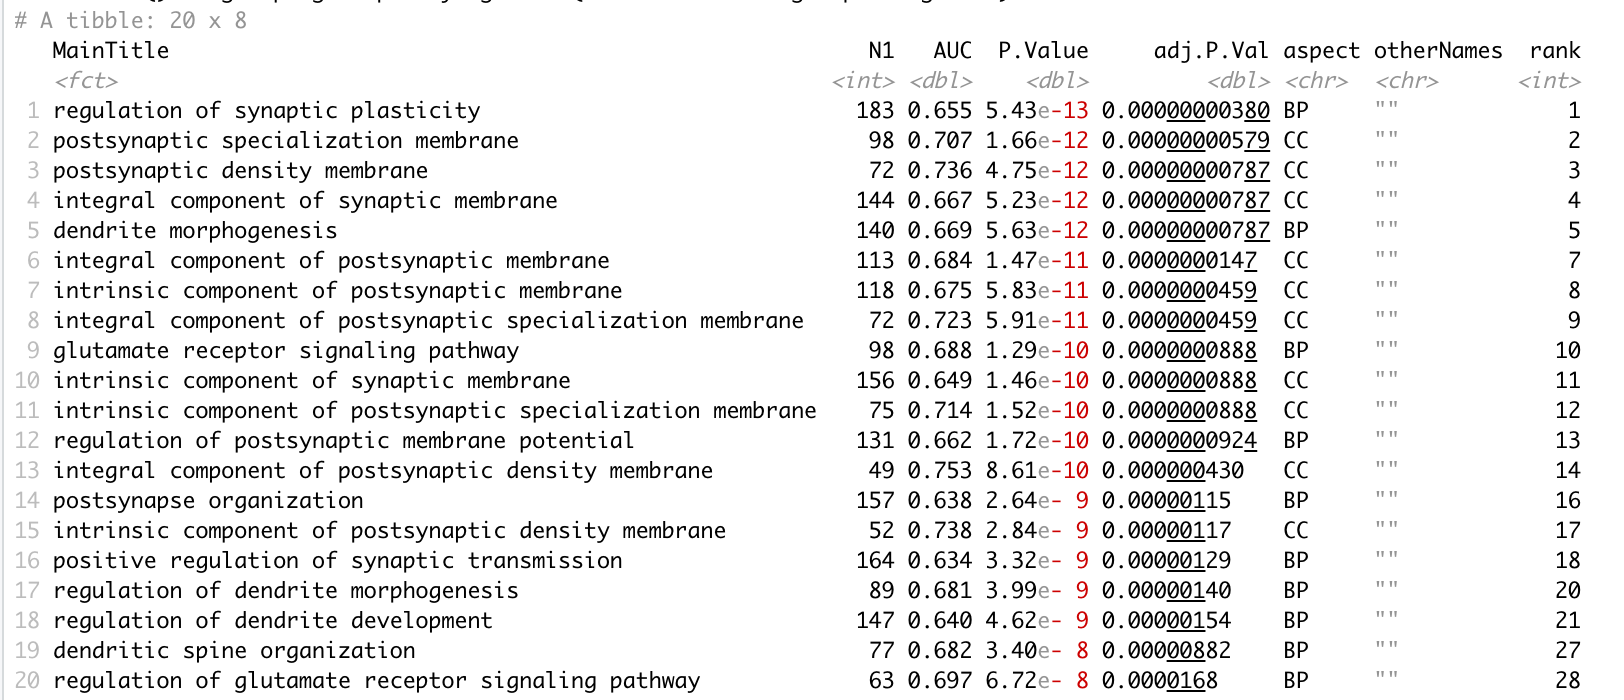 # A tibble: 20 x 8
MainTitle N1 AUC P.Value adj.P.Val aspect otherNames rank
<fct> <int> <dbl> <dbl> <dbl> <chr> <chr> <int>
1 regulation of synaptic plasticity 183 0.655 5.43e-13 0.00000000380 BP "" 1
2 postsynaptic specialization membrane 98 0.707 1.66e-12 0.00000000579 CC "" 2
3 postsynaptic density membrane 72 0.736 4.75e-12 0.00000000787 CC "" 3
4 integral component of synaptic membrane 144 0.667 5.23e-12 0.00000000787 CC "" 4
5 dendrite morphogenesis 140 0.669 5.63e-12 0.00000000787 BP "" 5
6 integral component of postsynaptic membrane 113 0.684 1.47e-11 0.0000000147 CC "" 7
7 intrinsic component of postsynaptic membrane 118 0.675 5.83e-11 0.0000000459 CC "" 8
8 integral component of postsynaptic specialization membrane 72 0.723 5.91e-11 0.0000000459 CC "" 9
9 glutamate receptor signaling pathway 98 0.688 1.29e-10 0.0000000888 BP "" 10
10 intrinsic component of synaptic membrane 156 0.649 1.46e-10 0.0000000888 CC "" 11
11 intrinsic component of postsynaptic specialization membrane 75 0.714 1.52e-10 0.0000000888 CC "" 12
12 regulation of postsynaptic membrane potential 131 0.662 1.72e-10 0.0000000924 BP "" 13
13 integral component of postsynaptic density membrane 49 0.753 8.61e-10 0.000000430 CC "" 14
14 postsynapse organization 157 0.638 2.64e- 9 0.00000115 BP "" 16
15 intrinsic component of postsynaptic density membrane 52 0.738 2.84e- 9 0.00000117 CC "" 17
16 positive regulation of synaptic transmission 164 0.634 3.32e- 9 0.00000129 BP "" 18
17 regulation of dendrite morphogenesis 89 0.681 3.99e- 9 0.00000140 BP "" 20
18 regulation of dendrite development 147 0.640 4.62e- 9 0.00000154 BP "" 21
19 dendritic spine organization 77 0.682 3.40e- 8 0.00000882 BP "" 27
20 regulation of glutamate receptor signaling pathway 63 0.697 6.72e- 8 0.0000168 BP "" 28